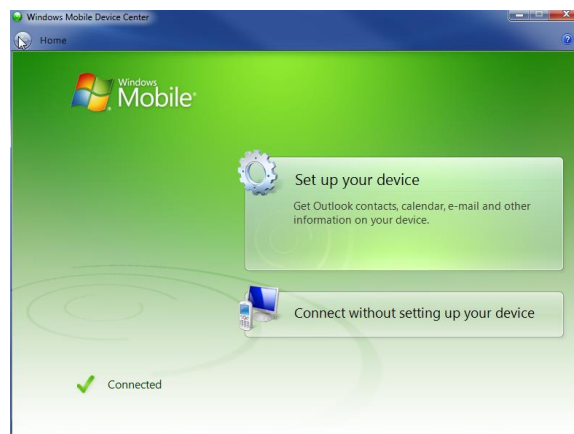 Windows Mobile Device Center
Home
Windows
Mobile®
Set up your device
Get Outlook contacts, calendar, e-mail and other
information on your device.
Connect without setting up your device
Connected